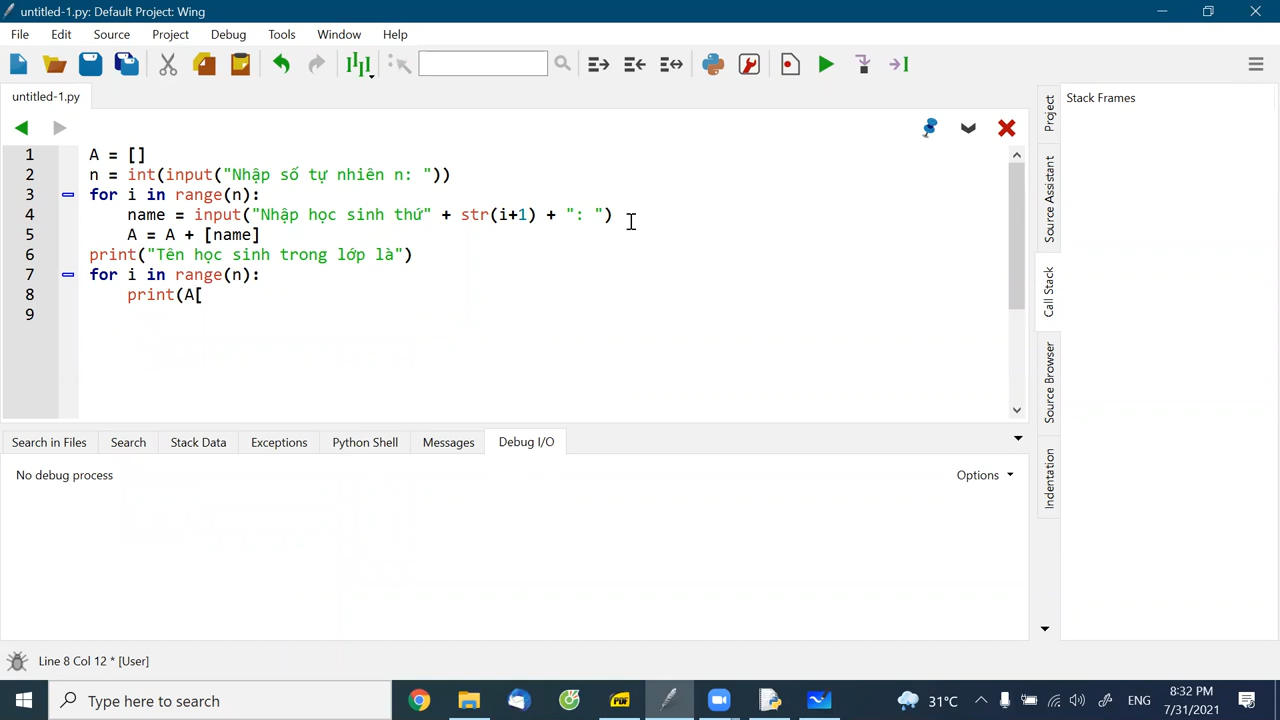 untitled-1.py: Default Project: Wing
File Edit Source Project Debug Tools Window Help
untitled-1.py
1 A = []
2 n = int(input("Nhập số tự nhiên n: "))
3 for i in range(n):
4 name = input("Nhập học sinh thứ" + str(i+1) + ": ")
5 A = A + [name]
6 print("Tên học sinh trong lớp là")
7 for i in range(n):
8 print(A[
9
Search in Files Search Stack Data Exceptions Python Shell Messages Debug I/O
No debug process
Options
Project
Source Assistant
Call Stack
Source Browser
Indentation
Stack Frames
Line 8 Col 12 * [User]
Type here to search
PDF
31°C
ENG
8:32 PM
7/31/2021